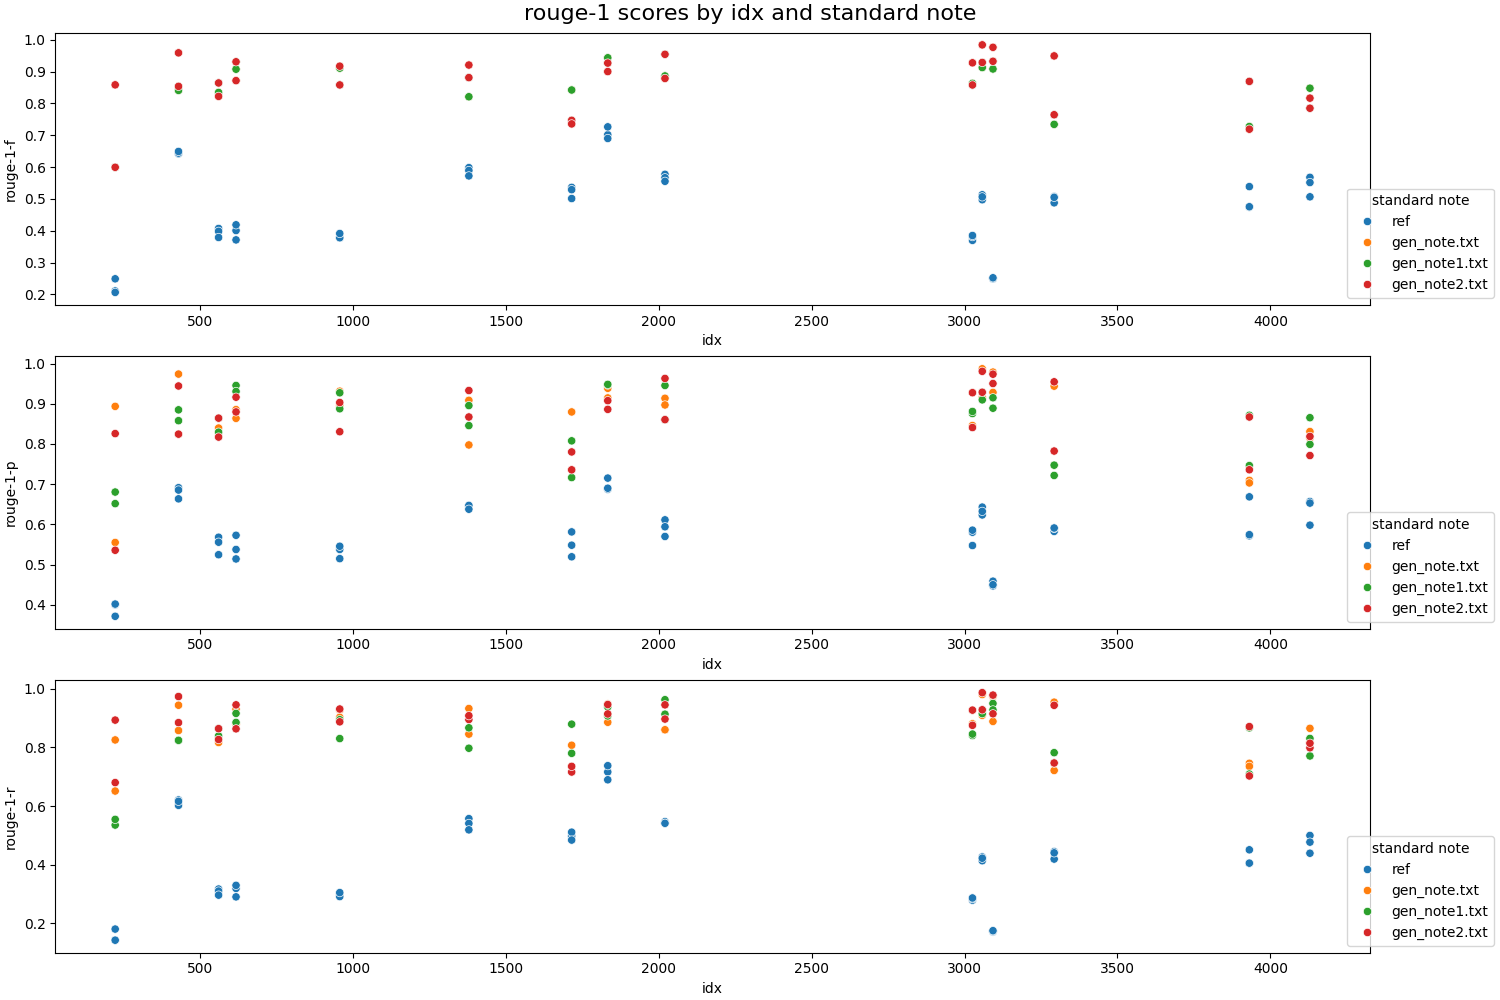 rouge-1 scores by idx and standard note
1.0
0.9
0.8
0.7
0.6
0.5
0.4
0.3
0.2
rouge-1-f
500 1000 1500 2000 2500 3000 3500 4000
idx
standard note
ref
gen_note.txt
gen_note1.txt
gen_note2.txt
1.0
0.9
0.8
0.7
0.6
0.5
0.4
rouge-1-p
500 1000 1500 2000 2500 3000 3500 4000
idx
standard note
ref
gen_note.txt
gen_note1.txt
gen_note2.txt
1.0
0.8
0.6
0.4
0.2
rouge-1-r
500 1000 1500 2000 2500 3000 3500 4000
idx
standard note
ref
gen_note.txt
gen_note1.txt
gen_note2.txt